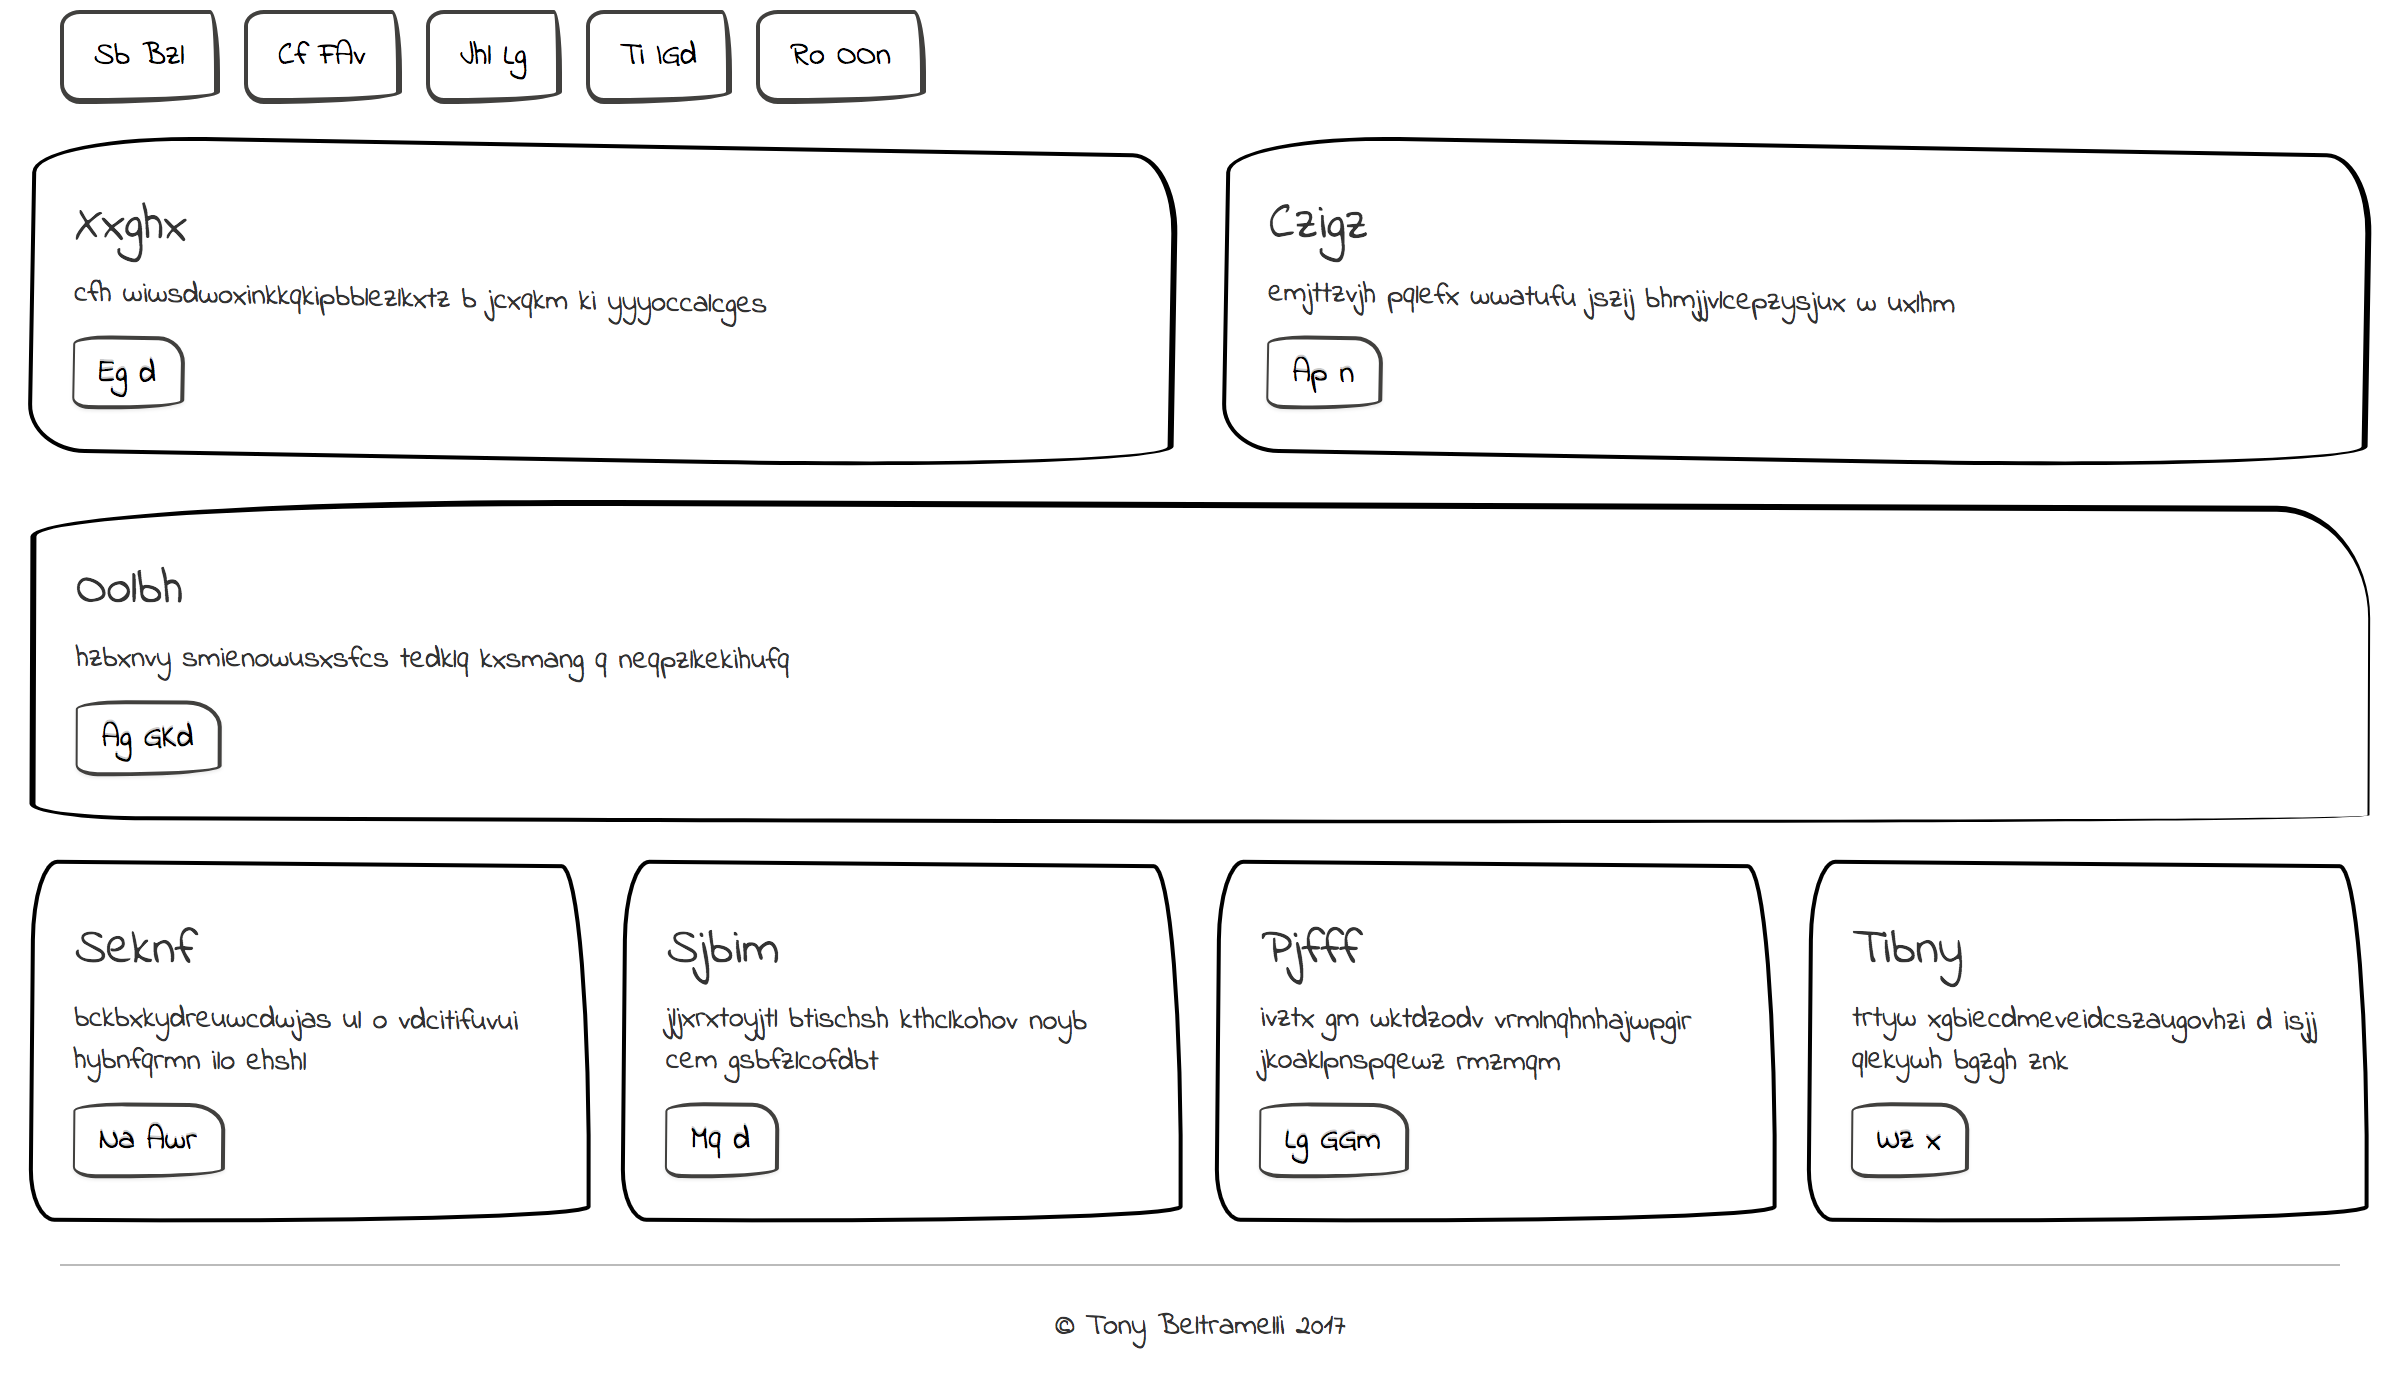 Sb Bzl Cf FAv Jhl Lg Ti IGd Ro OOn
Xxghx
cfh wiwsdwoxinkkqkipbblezlkxtz b jcxqkm ki yyyoccalcges
Eg d
Czigz
emjttzvjh pqlefx wwatufu jszij bhmjjvlcepzysjux w uxlhm
Ap n
Oolbh
hzbxnvy smienowusxsfcs tedklq kxsmang q neqpzlkekihufq
Ag GKd
Seknf
bckbxkydreuwcdwjas ul o vdcitifuvui
hybnfqrmn ilo ehshl
Na Awr
Sjbim
jljxrxtoyjtl btischsh kthclkohov noyb
cem gsbfzlcofdbt
Mq d
Pjfff
ivztx gm wktdzodv vrmlnqhnhajwpgir
jkoaklpnspqewz rmzmqm
Lg GGm
Tibny
trtyw xgbiecdmeveidcszaugovhzi d isjj
qlekywh bgzgh znk
Wz x
© Tony Beltramelli 2017